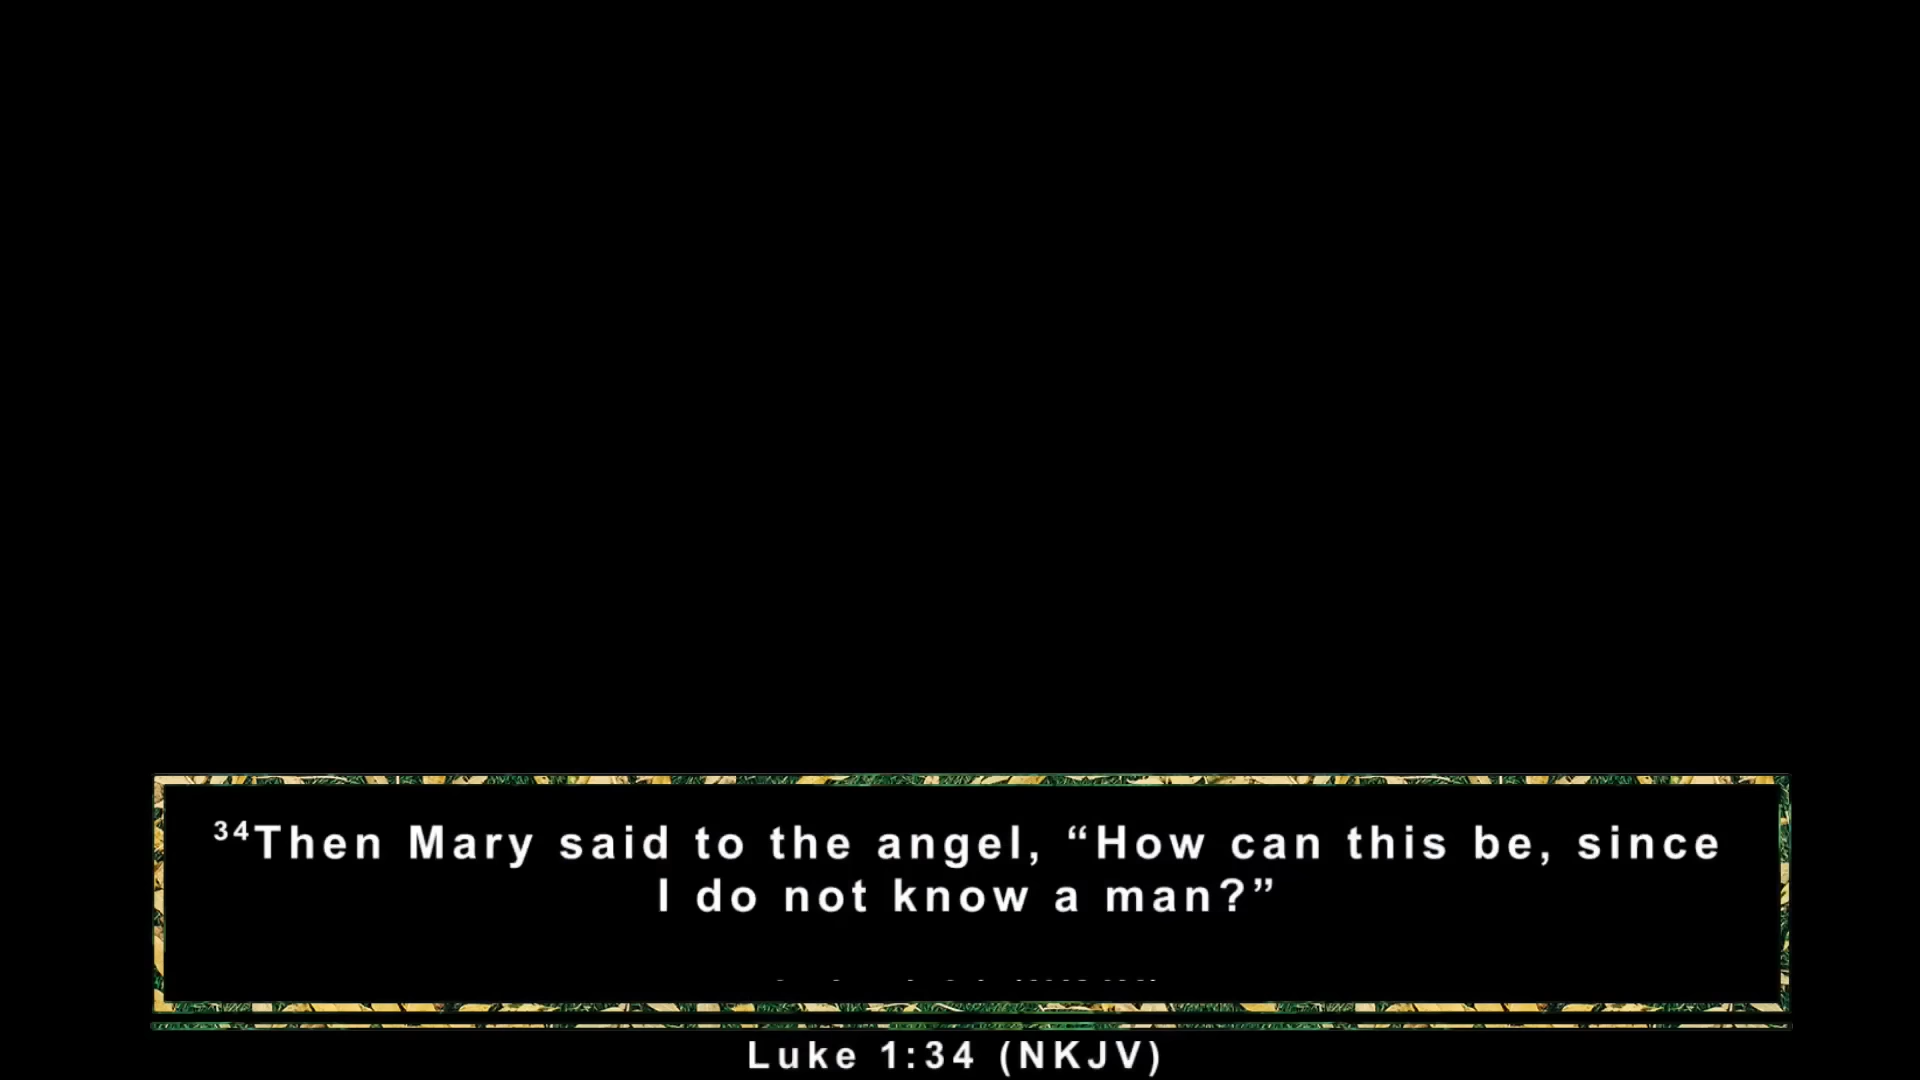 ³⁴Then Mary said to the angel, “How can this be, since
I do not know a man?”
Luke 1:34 (NKJV)